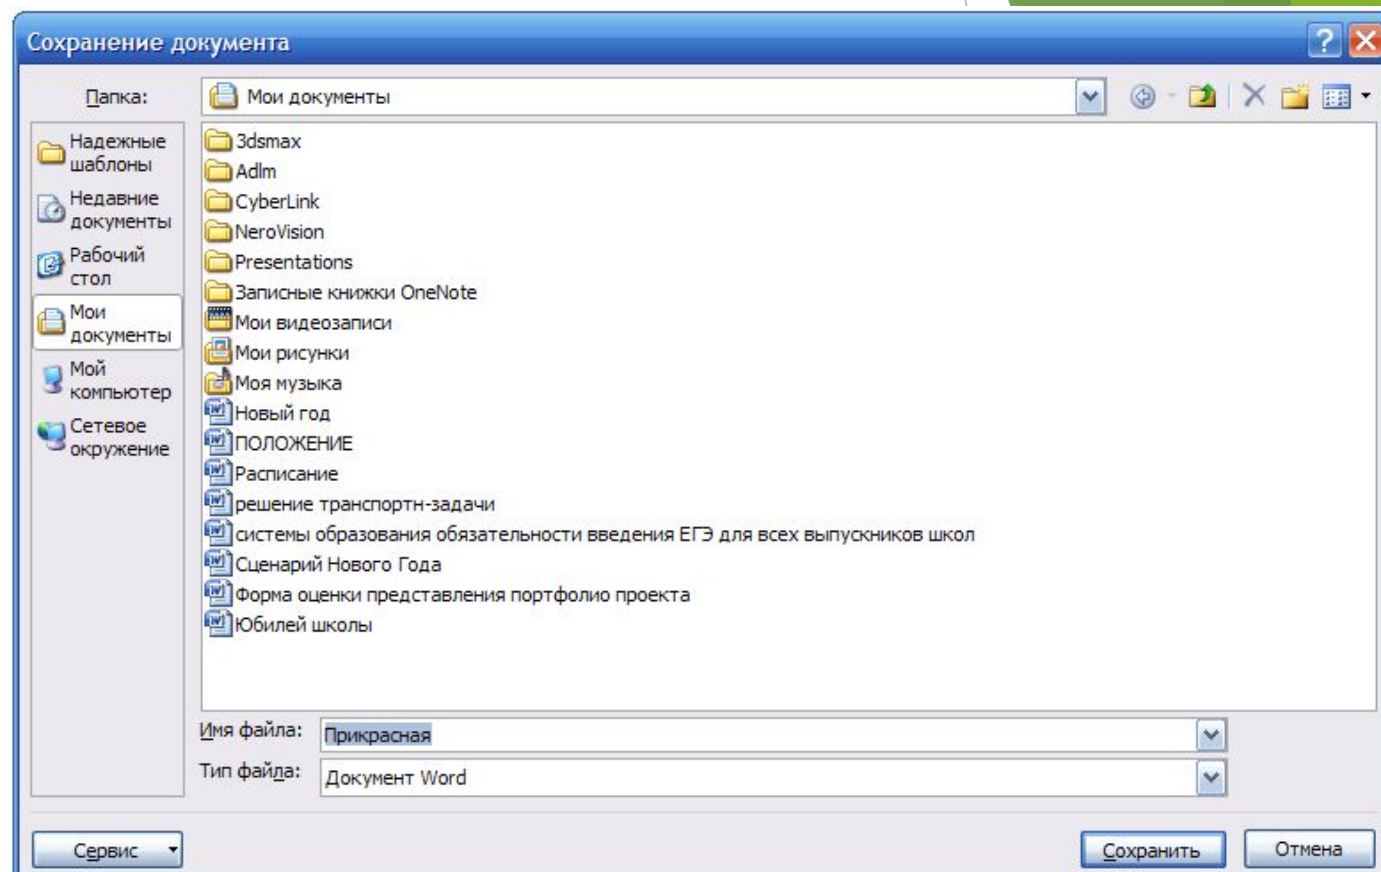 Сохранение документа
Папка:
Мои документы
Надежные
шаблоны
Недавние
документы
Рабочий
стол
Мои
документы
Мой
компьютер
Сетевое
окружение
3dsmax
Adlm
CyberLink
NeroVision
Presentations
Записные книжки OneNote
Мои видеозаписи
Мои рисунки
Моя музыка
Новый год
ПОЛОЖЕНИЕ
Расписание
решение транспортн-задачи
системы образования обязательности введения ЕГЭ для всех выпускников школ
Сценарий Нового Года
Форма оценки представления портфолио проекта
Юбилей школы
Имя файла:
Прикрасная
Тип файла:
Документ Word
Сервис
Сохранить
Отмена